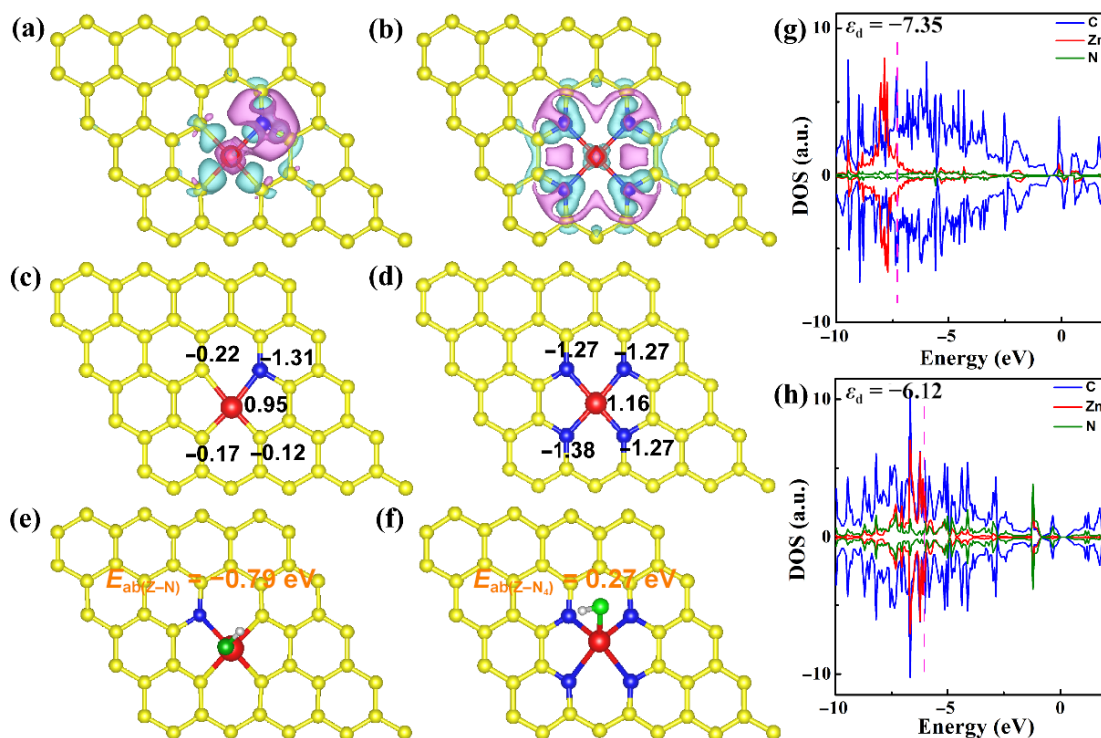 (a)
(b)
(c)
−0.22
−1.31
0.95
−0.17
−0.12
(d)
−1.27
−1.27
1.16
−1.38
−1.27
(e)
Eab(Z−N) = −0.79 eV
(f)
Eab(Z−N4) = 0.27 eV
(g)
εd = −7.35
C
Zn
N
10
0
−10
DOS (a.u.)
−10
−5
0
Energy (eV)
(h)
εd = −6.12
C
Zn
N
10
0
−10
DOS (a.u.)
−10
−5
0
Energy (eV)